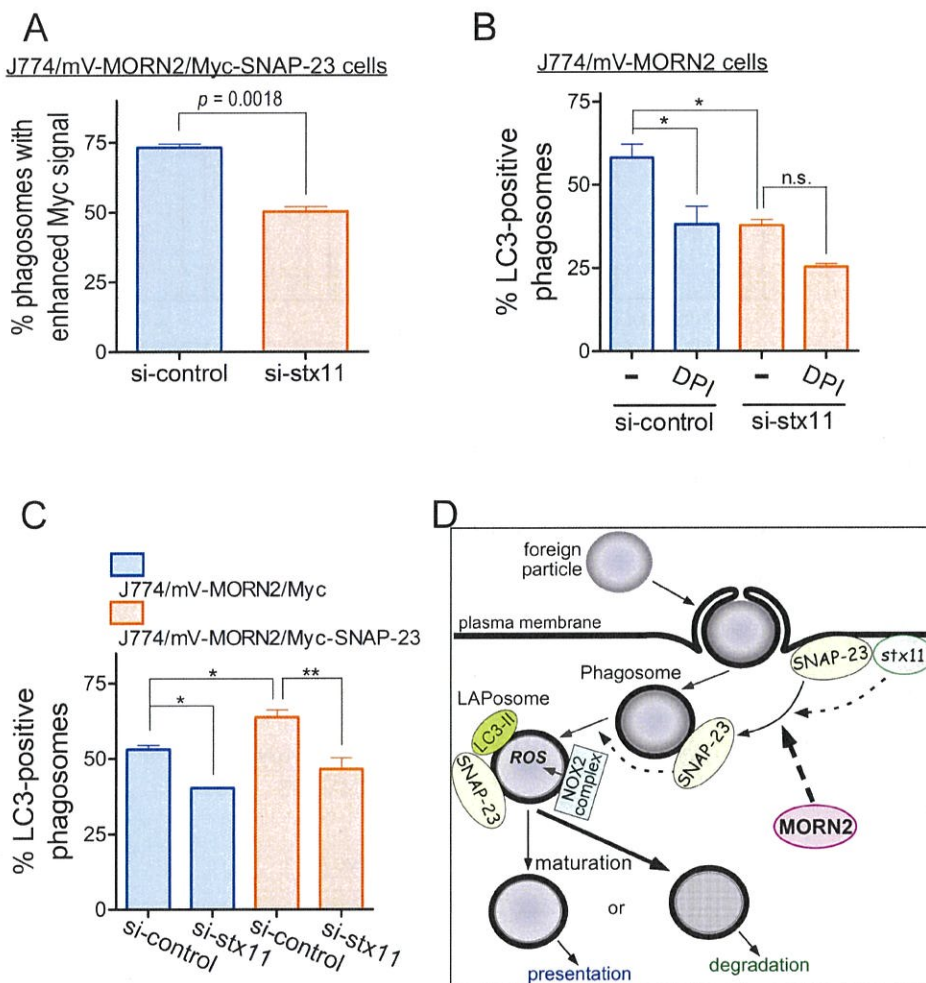 A
J774/mV-MORN2/Myc-SNAP-23 cells
% phagosomes with
enhanced Myc signal
p = 0.0018
75
50
25
0
si-control
si-stx11
B
J774/mV-MORN2 cells
% LC3-positive
phagosomes
75
50
25
0
*
*
n.s.
-
DPI
-
DPI
si-control
si-stx11
C
J774/mV-MORN2/Myc
J774/mV-MORN2/Myc-SNAP-23
% LC3-positive
phagosomes
75
50
25
0
*
*
**
si-control
si-stx11
si-control
si-stx11
D
foreign
particle
plasma membrane
SNAP-23
stx11
Phagosome
LAPosome
LC3-II
SNAP-23
ROS
NOX2
complex
SNAP-23
MORN2
maturation
or
presentation
degradation